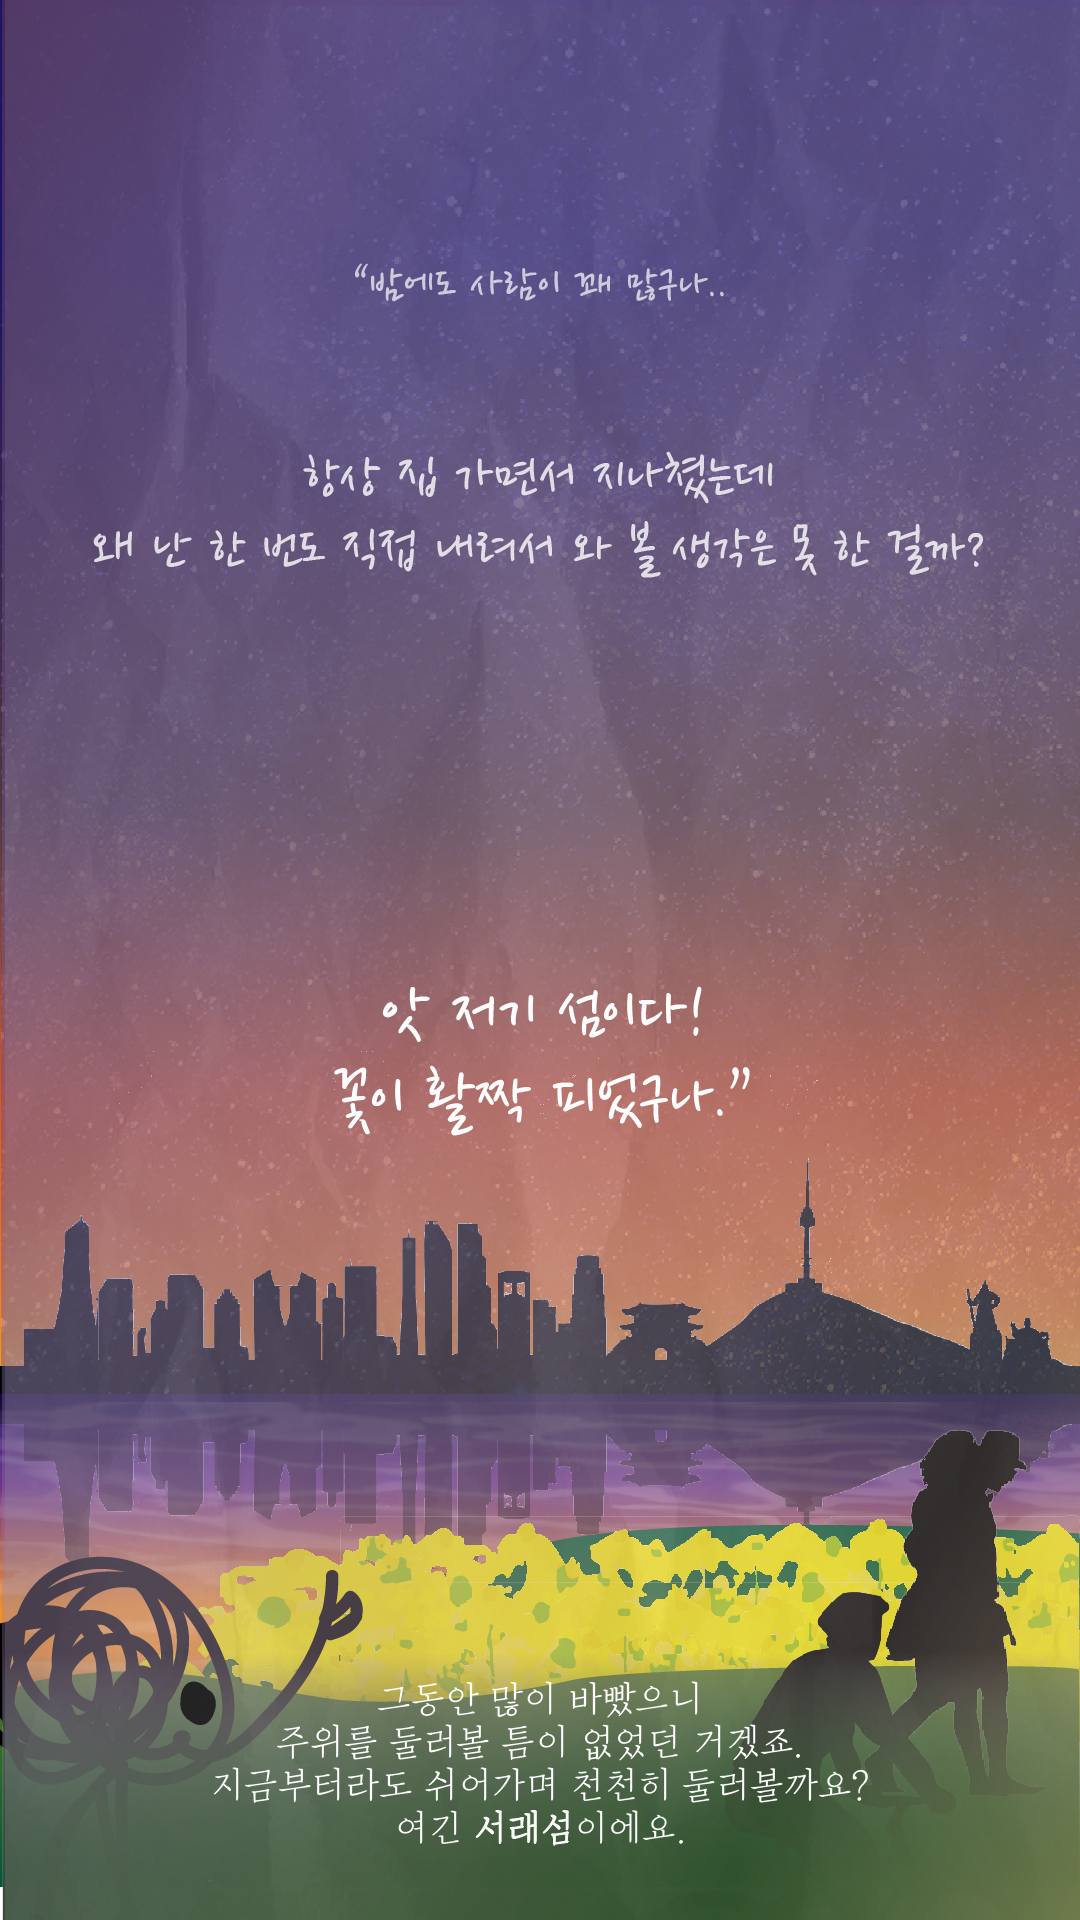 “밤에도 사람이 꽤 많구나..
항상 집 가면서 지나쳤는데
왜 난 한 번도 직접 내려서 와 볼 생각은 못 한 걸까?
앗 저기 섬이다!
꽃이 활짝 피었구나.”
그동안 많이 바빴으니
주위를 둘러볼 틈이 없었던 거겠죠.
지금부터라도 쉬어가며 천천히 둘러볼까요?
여긴 서래섬이에요.